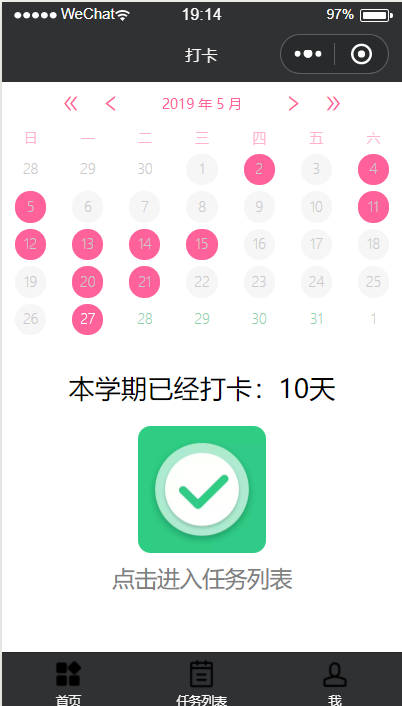 WeChat 19:14 97%
打卡
2019 年 5 月
日 一 二 三 四 五 六
28 29 30 1 2 3 4
5 6 7 8 9 10 11
12 13 14 15 16 17 18
19 20 21 22 23 24 25
26 27 28 29 30 31 1
本学期已经打卡：10天
点击进入任务列表
首页 任务列表 我